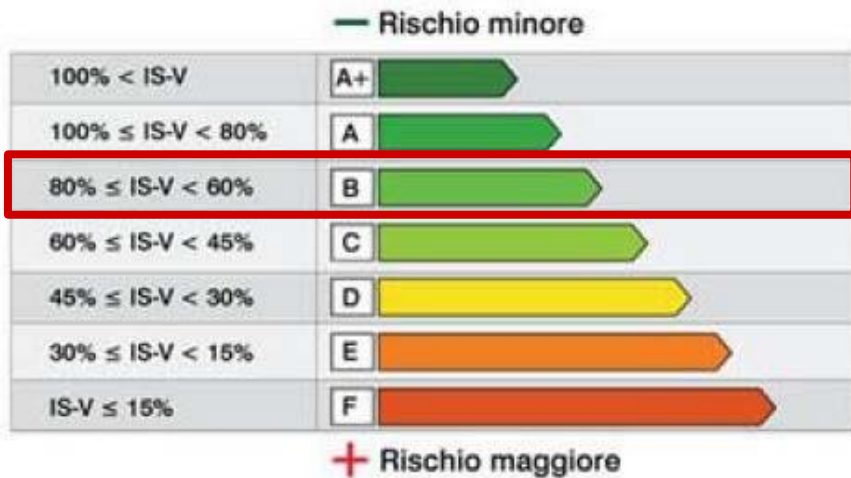 Rischio minore
100% < IS-V A+
100% ≤ IS-V < 80% A
80% ≤ IS-V < 60% B
60% ≤ IS-V < 45% C
45% ≤ IS-V < 30% D
30% ≤ IS-V < 15% E
IS-V ≤ 15% F
Rischio maggiore